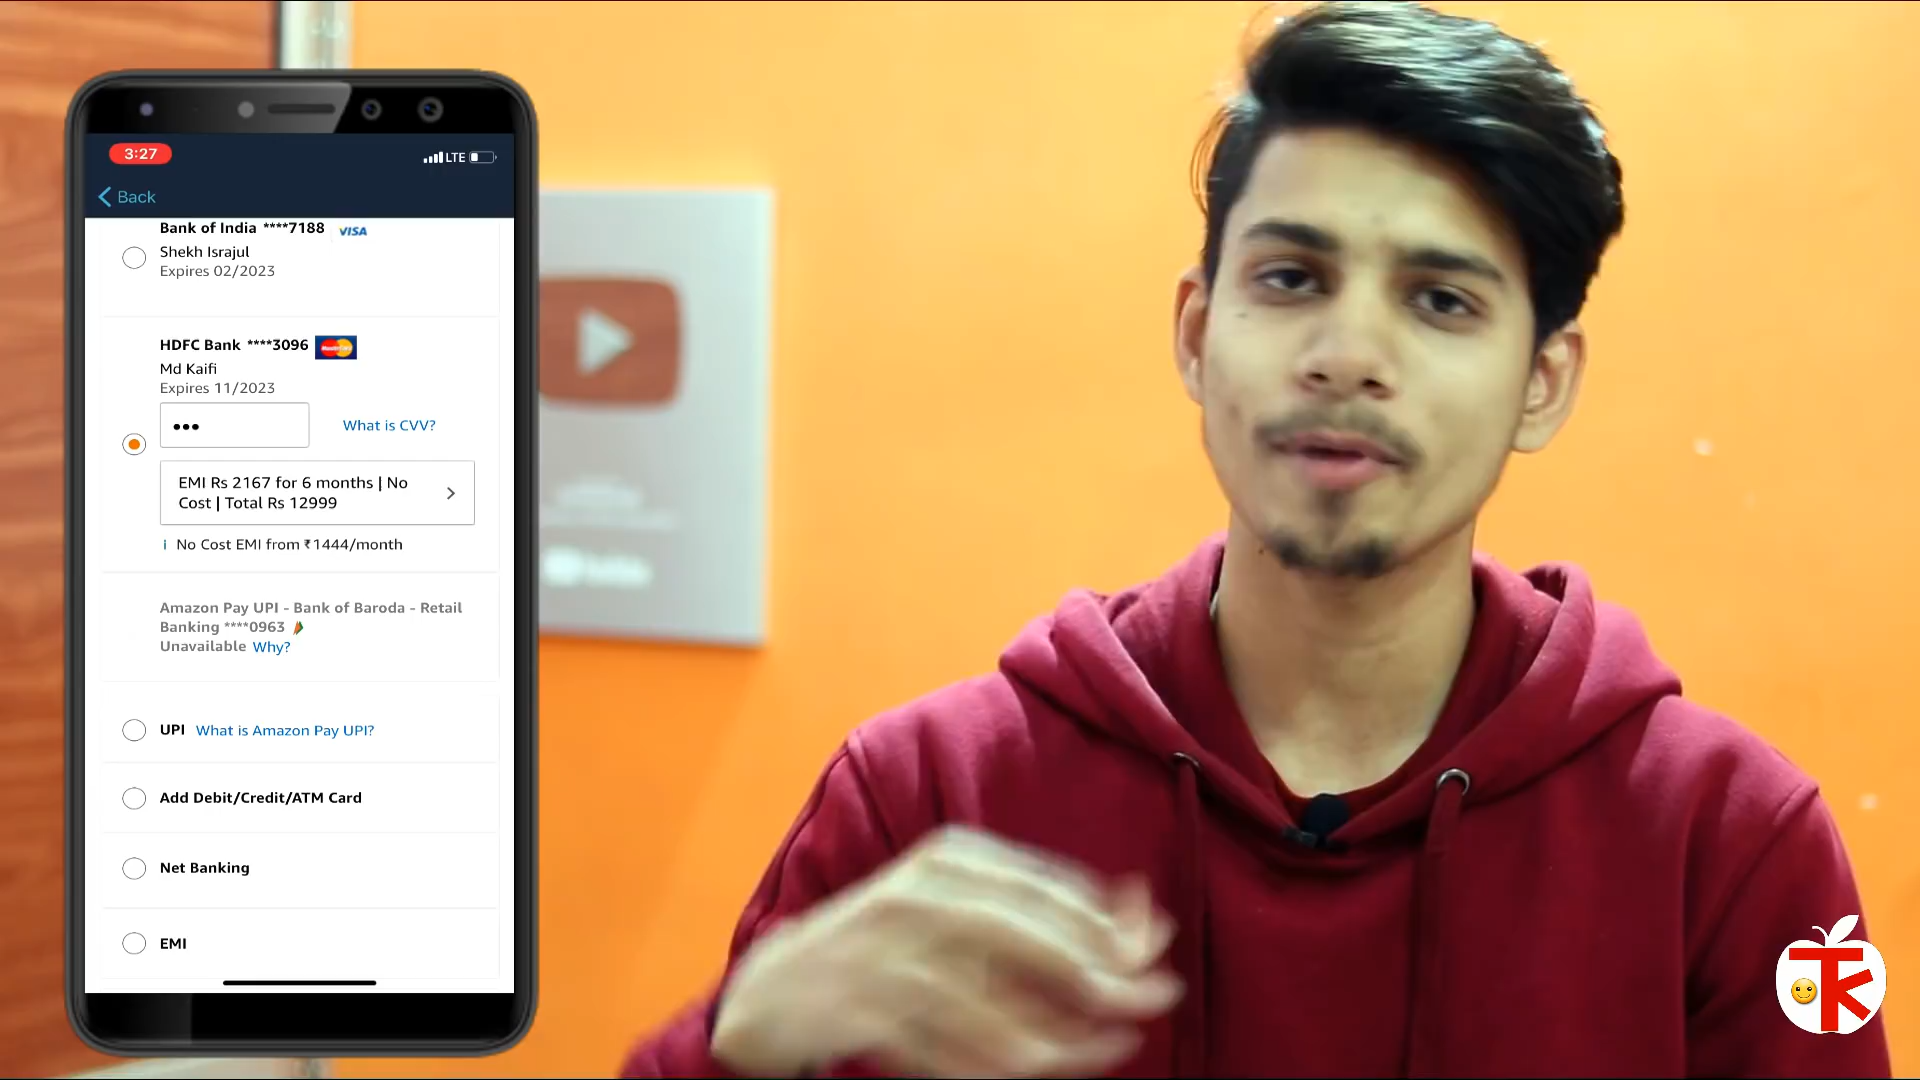 3:27
LTE
Back
Bank of India ****7188 VISA
Shekh Israjul
Expires 02/2023
HDFC Bank ****3096 MasterCard
Md Kaifi
Expires 11/2023
••• What is CVV?
EMI Rs 2167 for 6 months | No
Cost | Total Rs 12999
i No Cost EMI from ₹1444/month
Amazon Pay UPI - Bank of Baroda - Retail
Banking ****0963
Unavailable Why?
UPI What is Amazon Pay UPI?
Add Debit/Credit/ATM Card
Net Banking
EMI
TK